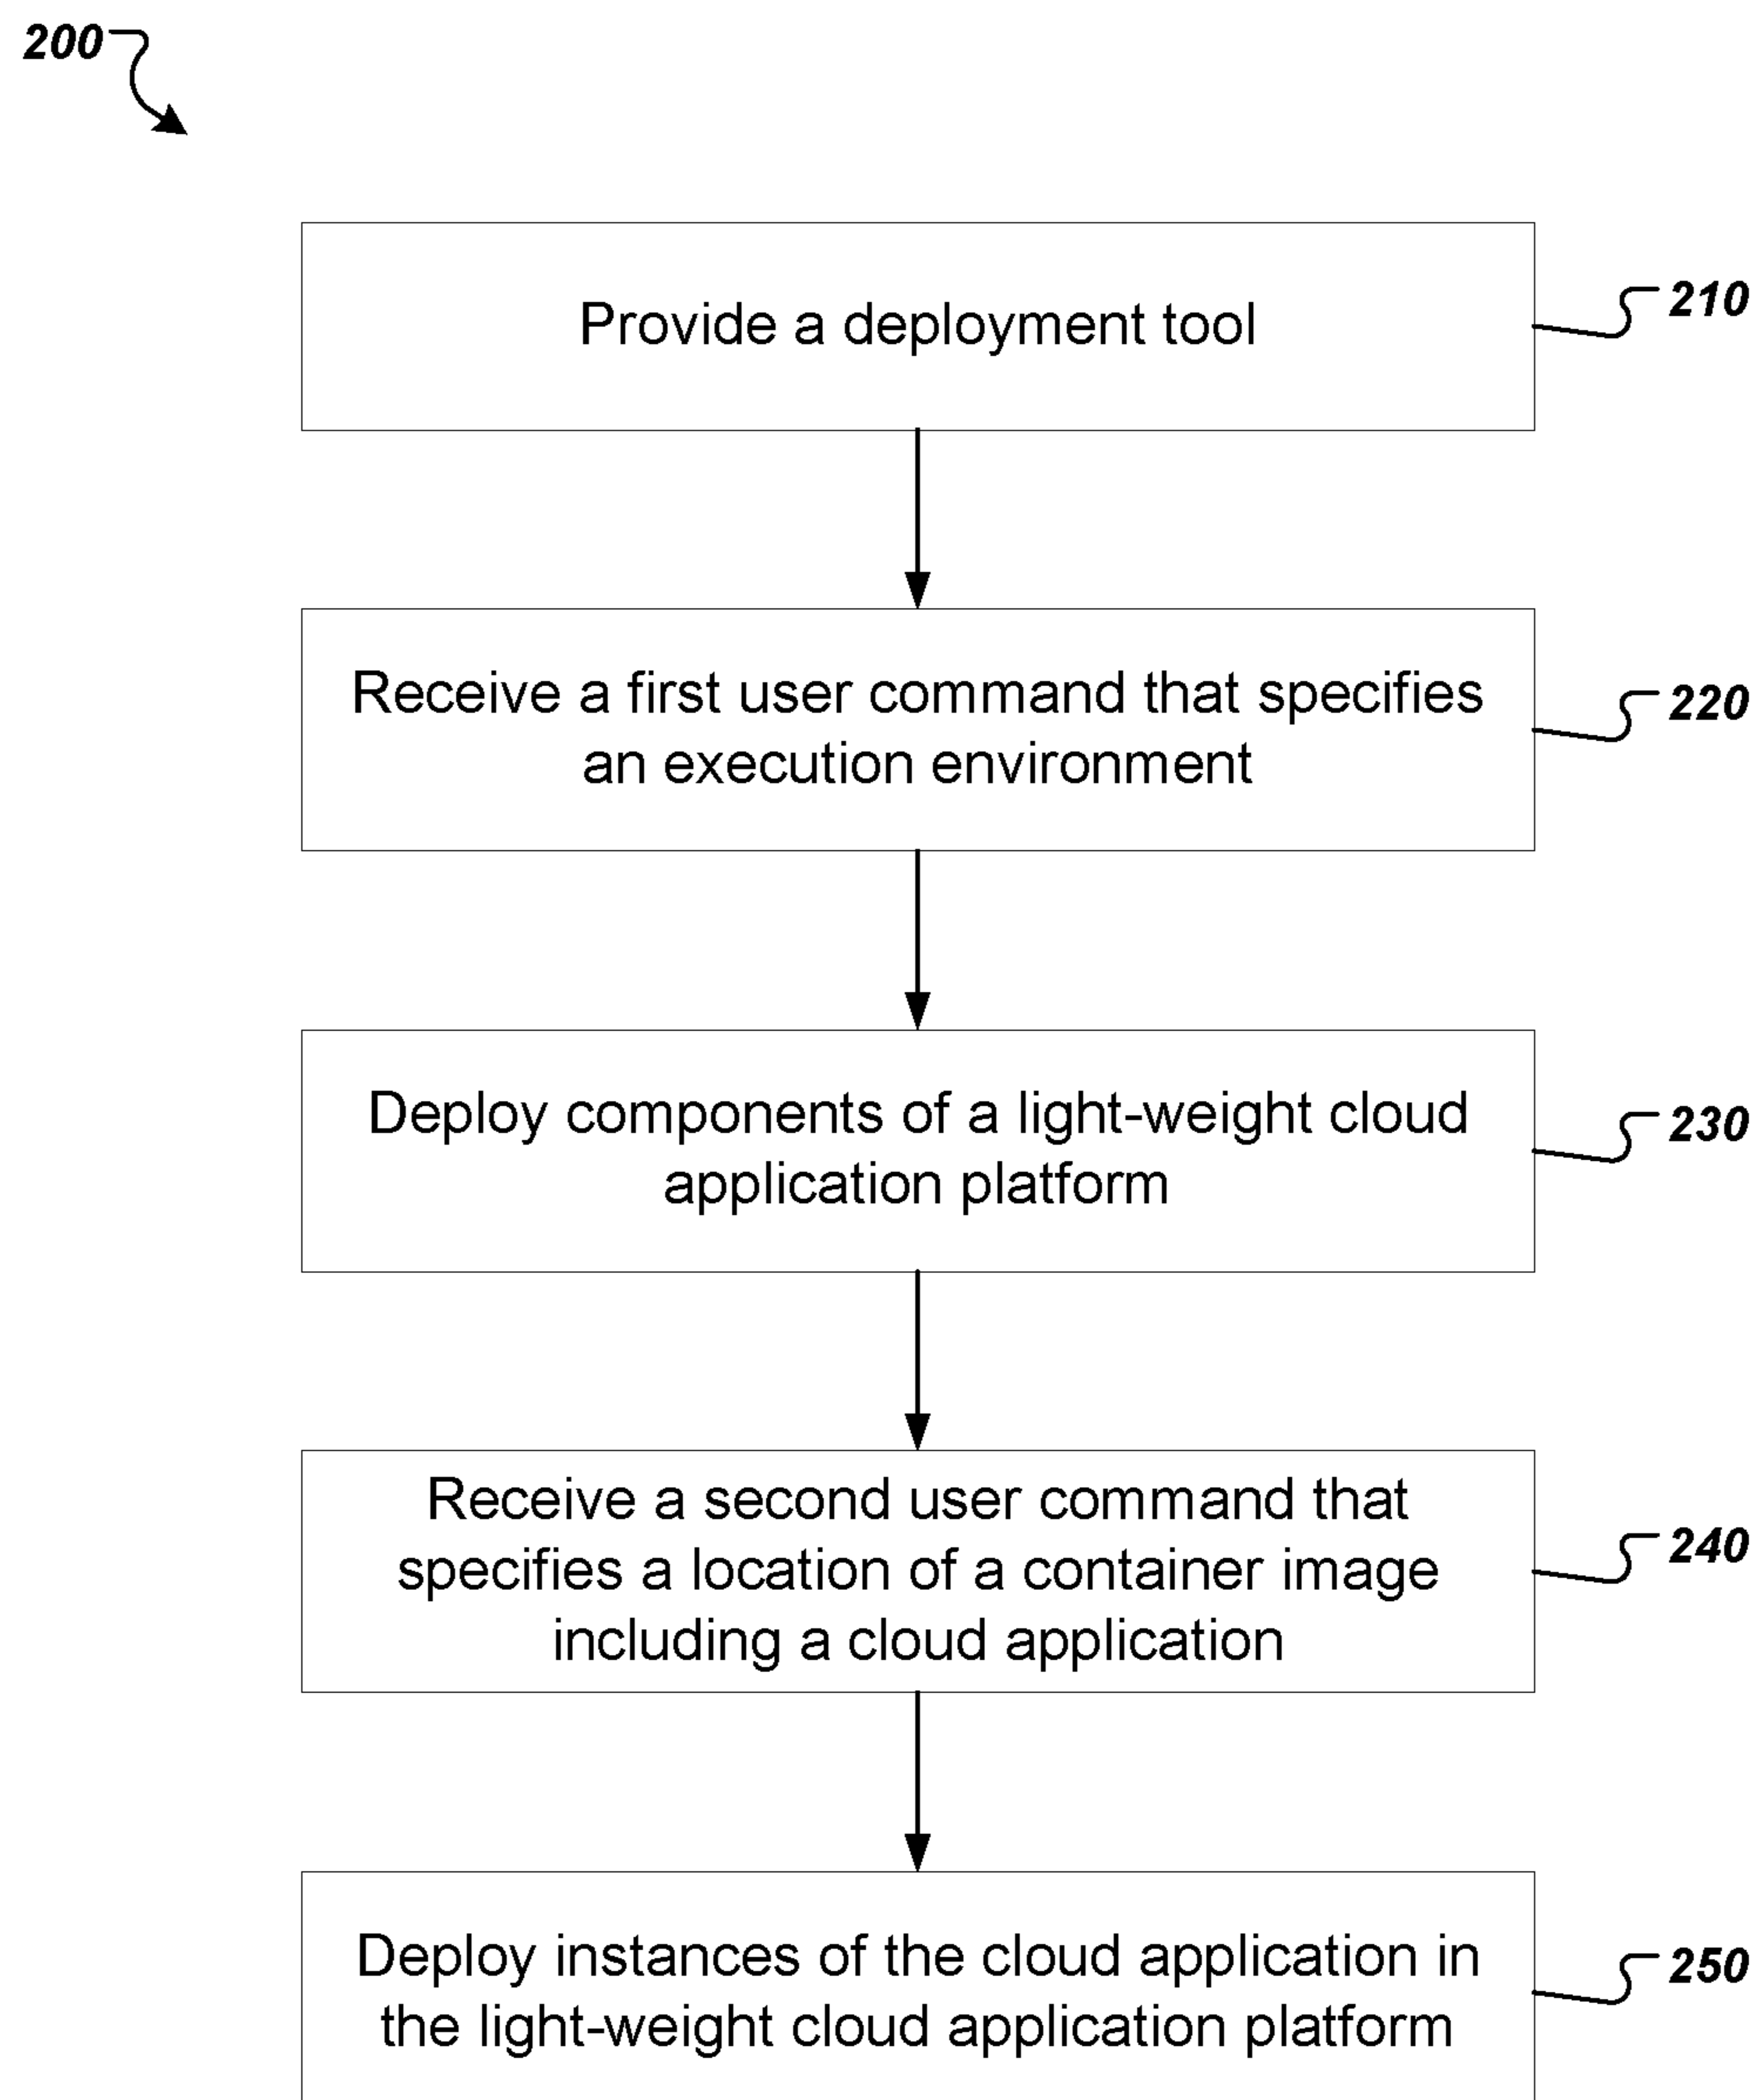 200
Provide a deployment tool
210
Receive a first user command that specifies
an execution environment
220
Deploy components of a light-weight cloud
application platform
230
Receive a second user command that
specifies a location of a container image
including a cloud application
240
Deploy instances of the cloud application in
the light-weight cloud application platform
250